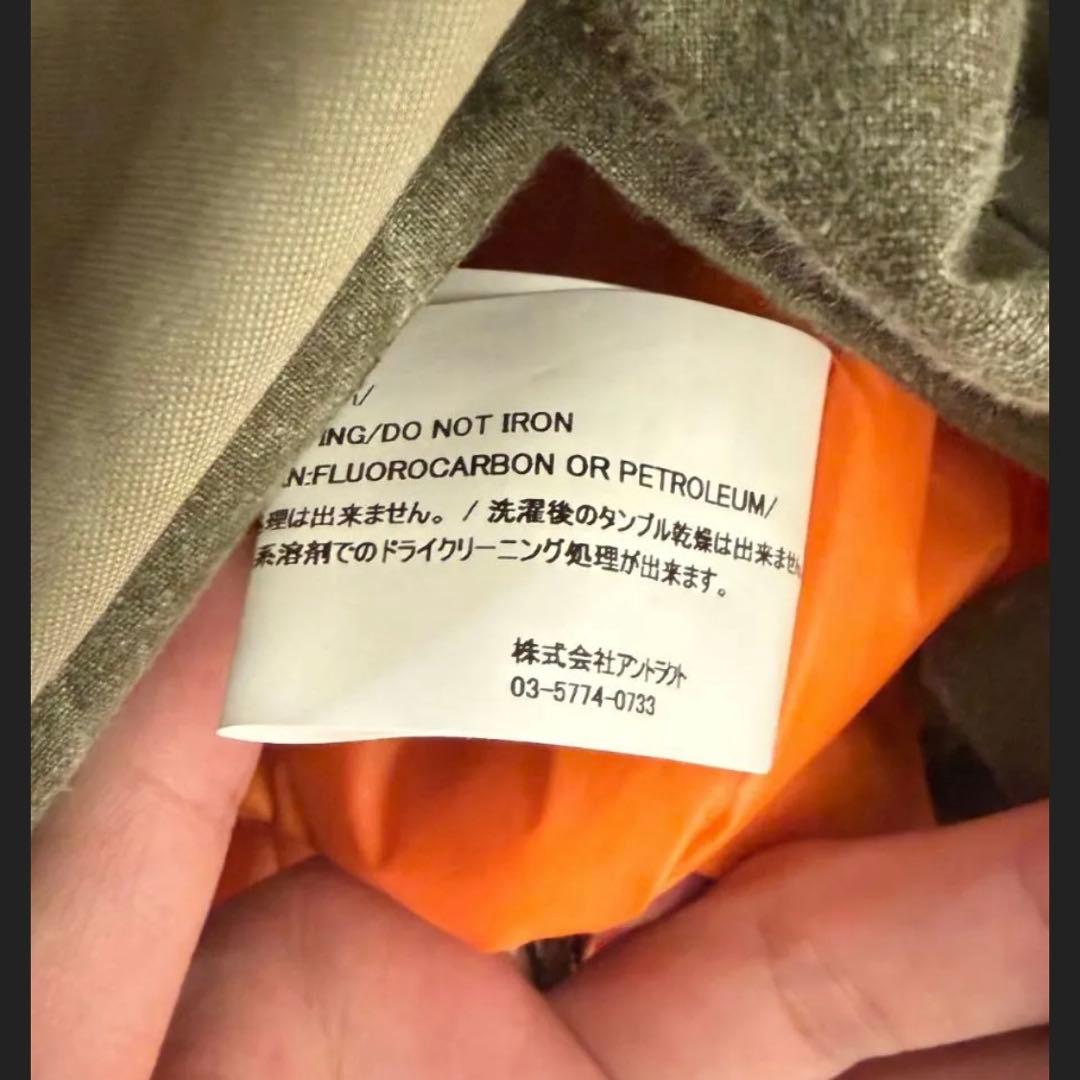 ING/DO NOT IRON
N:FLUOROCARBON OR PETROLEUM/
理は出来ません。 / 洗濯後のタンブル乾燥は出来ませ
系溶剤でのドライクリーニング処理が出来ます。
株式会社アントラクト
03-5774-0733